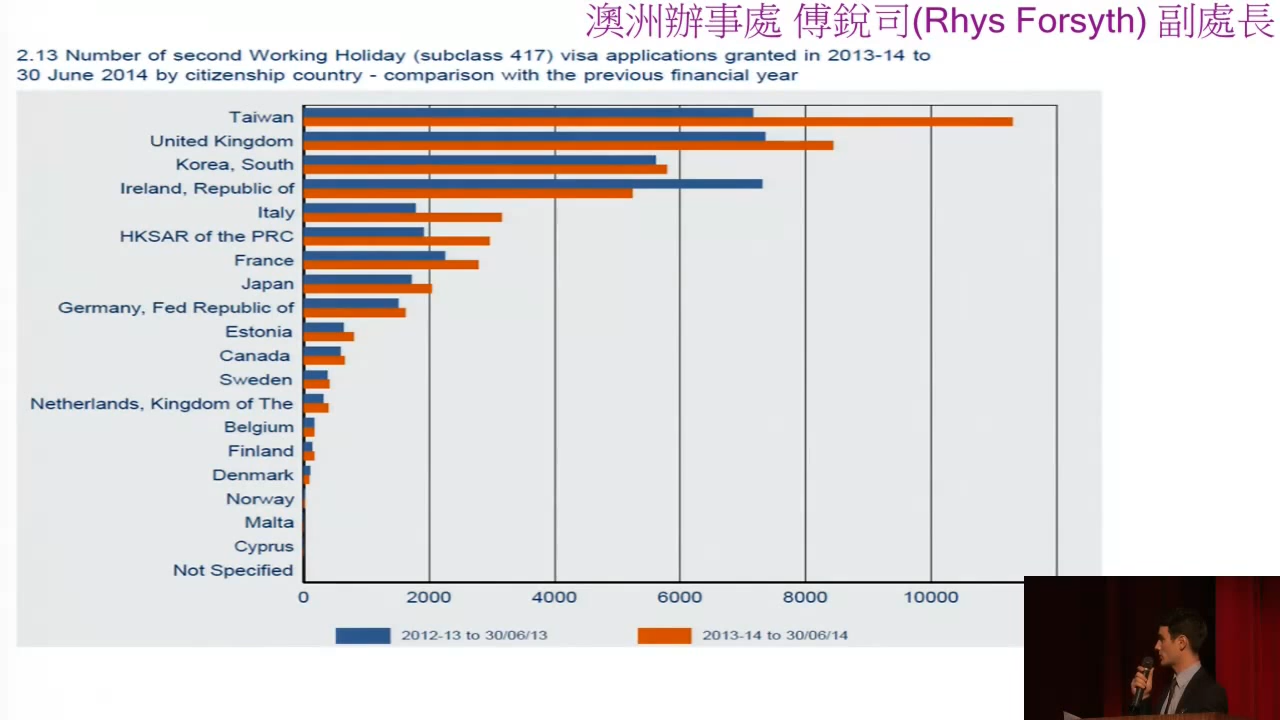 澳洲辦事處 傅銳司(Rhys Forsyth) 副處長
2.13 Number of second Working Holiday (subclass 417) visa applications granted in 2013-14 to
30 June 2014 by citizenship country - comparison with the previous financial year
Taiwan
United Kingdom
Korea, South
Ireland, Republic of
Italy
HKSAR of the PRC
France
Japan
Germany, Fed Republic of
Estonia
Canada
Sweden
Netherlands, Kingdom of The
Belgium
Finland
Denmark
Norway
Malta
Cyprus
Not Specified
0 2000 4000 6000 8000 10000
2012-13 to 30/06/13 2013-14 to 30/06/14